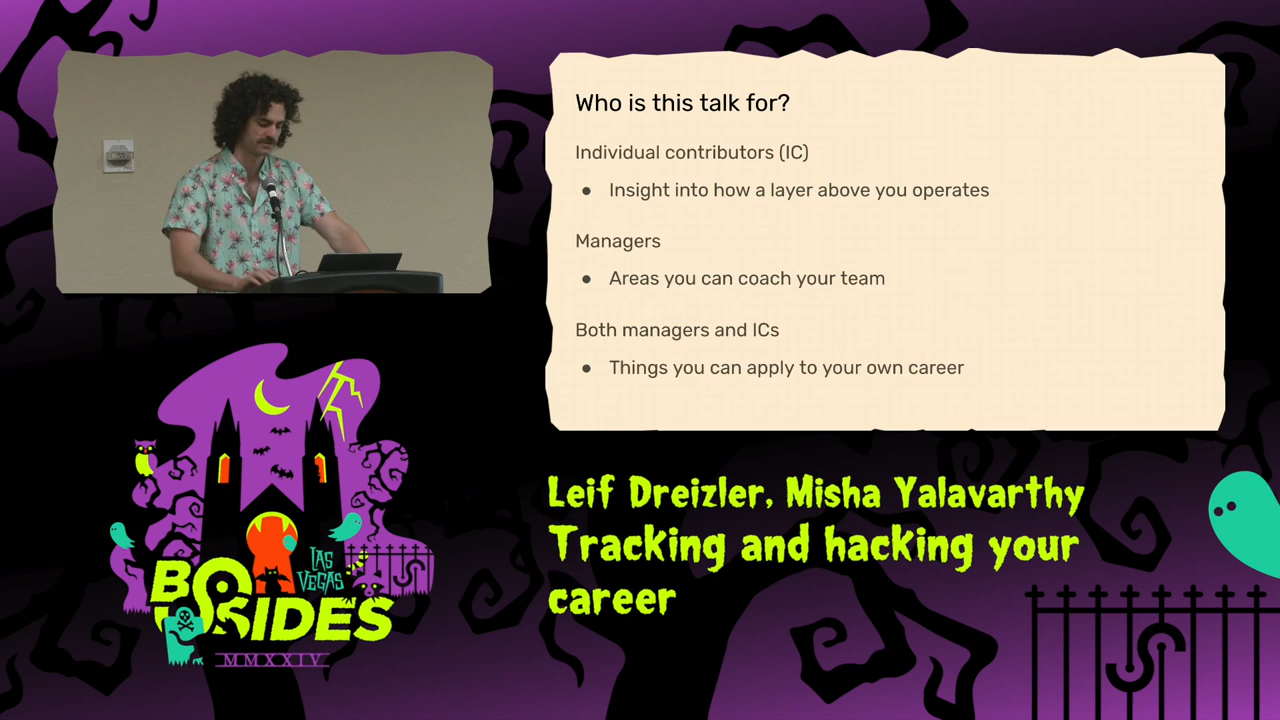 Who is this talk for?
Individual contributors (IC)
● Insight into how a layer above you operates
Managers
● Areas you can coach your team
Both managers and ICs
● Things you can apply to your own career
Leif Dreizler, Misha Yalavarthy
Tracking and hacking your
career
LAS
VEGAS
BSIDES
MMXXIV